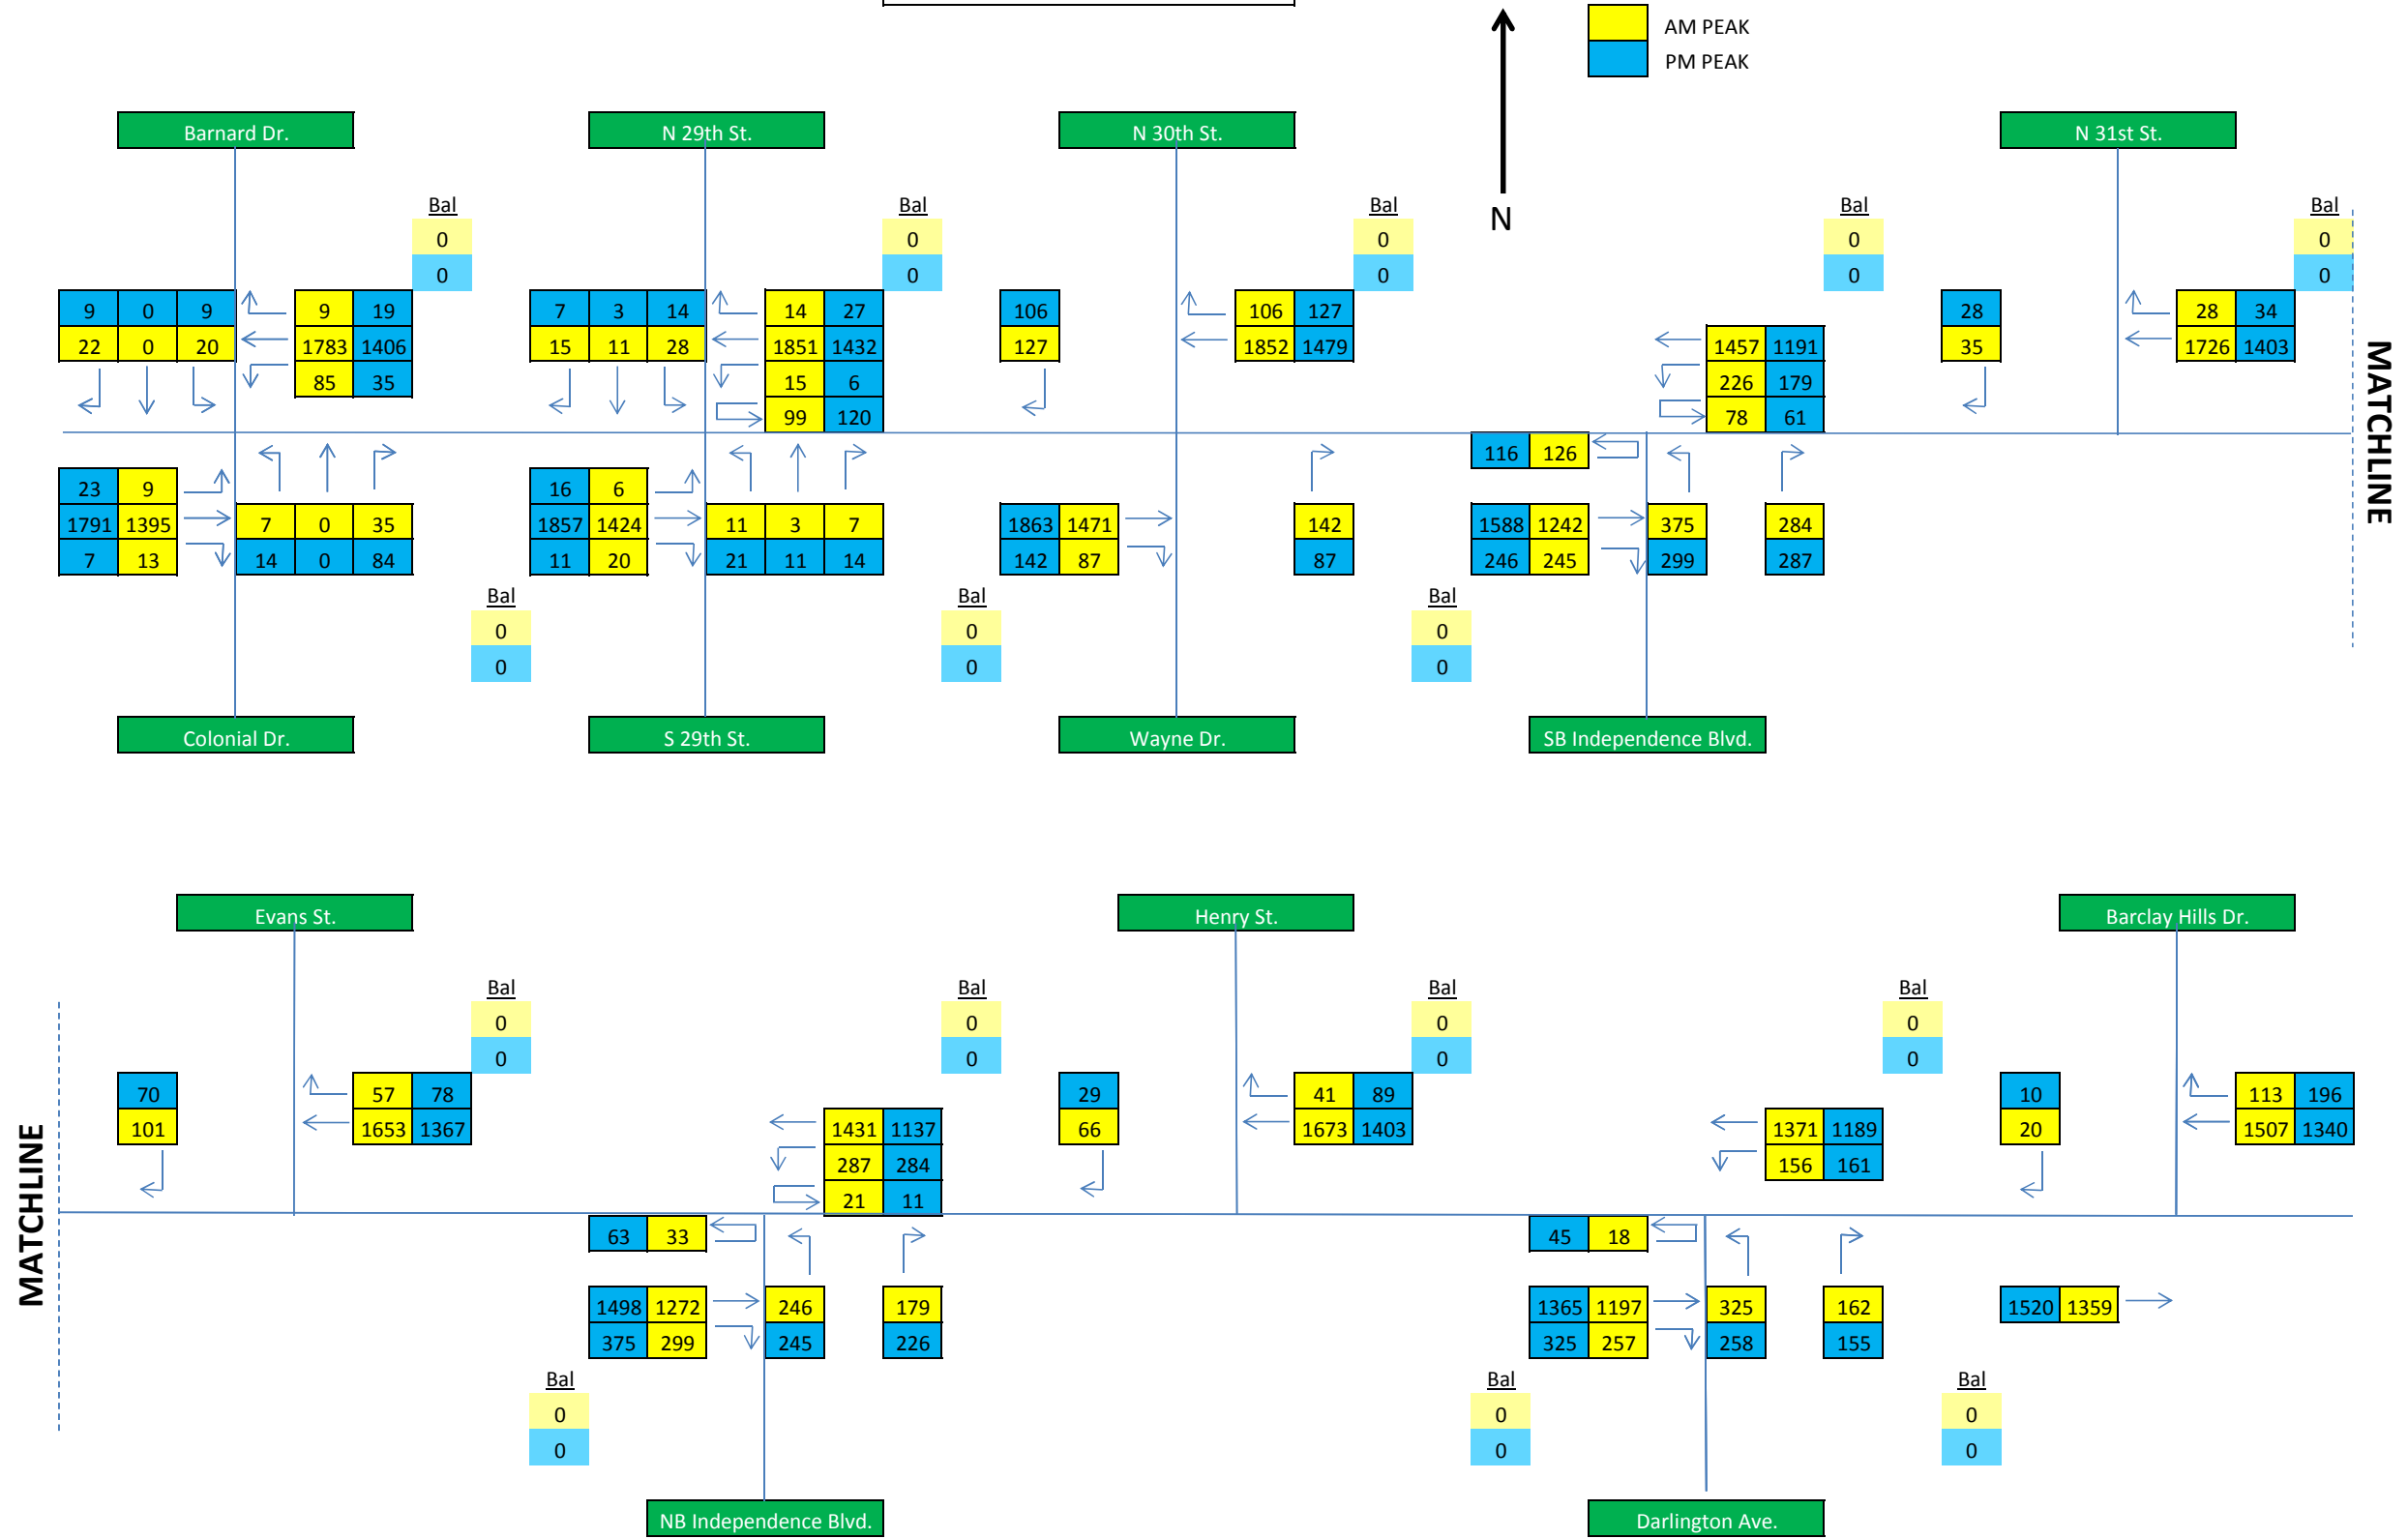 AM PEAK
PM PEAK
N
Barnard Dr.
N 29th St.
N 30th St.
N 31st St.
Bal Bal Bal Bal Bal
0 0 0 0 0
0 0 0 0 0
9 0 9 9 19 7 3 14 14 27 106 106 127 28 28 34
22 0 20 1783 1406 15 11 28 1851 1432 127 1852 1479 1457 1191 35 1726 1403
85 35 15 6 226 179
99 120 78 61
116 126
23 9 16 6
1791 1395 7 0 35 1857 1424 11 3 7 1863 1471 142 1588 1242 375 284
7 13 14 0 84 11 20 21 11 14 142 87 87 246 245 299 287
Bal Bal Bal
0 0 0
0 0 0
MATCHLINE
Colonial Dr.
S 29th St.
Wayne Dr.
SB Independence Blvd.
Evans St.
Henry St.
Barclay Hills Dr.
Bal Bal Bal Bal
0 0 0 0
0 0 0 0
70 57 78 29 41 89 10 113 196
101 1653 1367 1431 1137 66 1673 1403 1371 1189 20 1507 1340
287 284 156 161
21 11
63 33 45 18
1498 1272 246 179 1365 1197 325 162 1520 1359
375 299 245 226 325 257 258 155
Bal Bal Bal
0 0 0
0 0 0
MATCHLINE
NB Independence Blvd.
Darlington Ave.